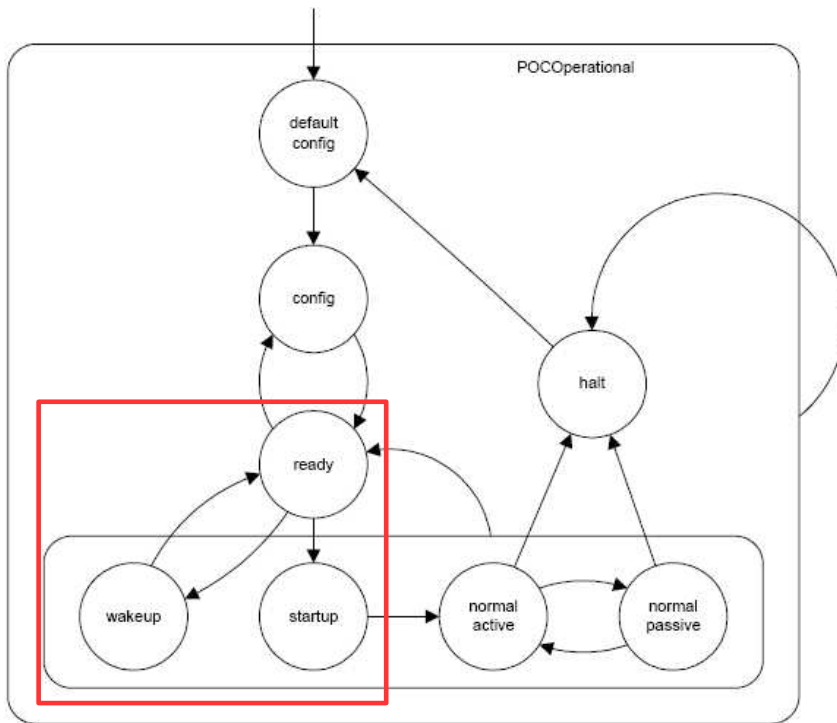 POCOperational
default
config
config
halt
ready
wakeup
startup
normal
active
normal
passive